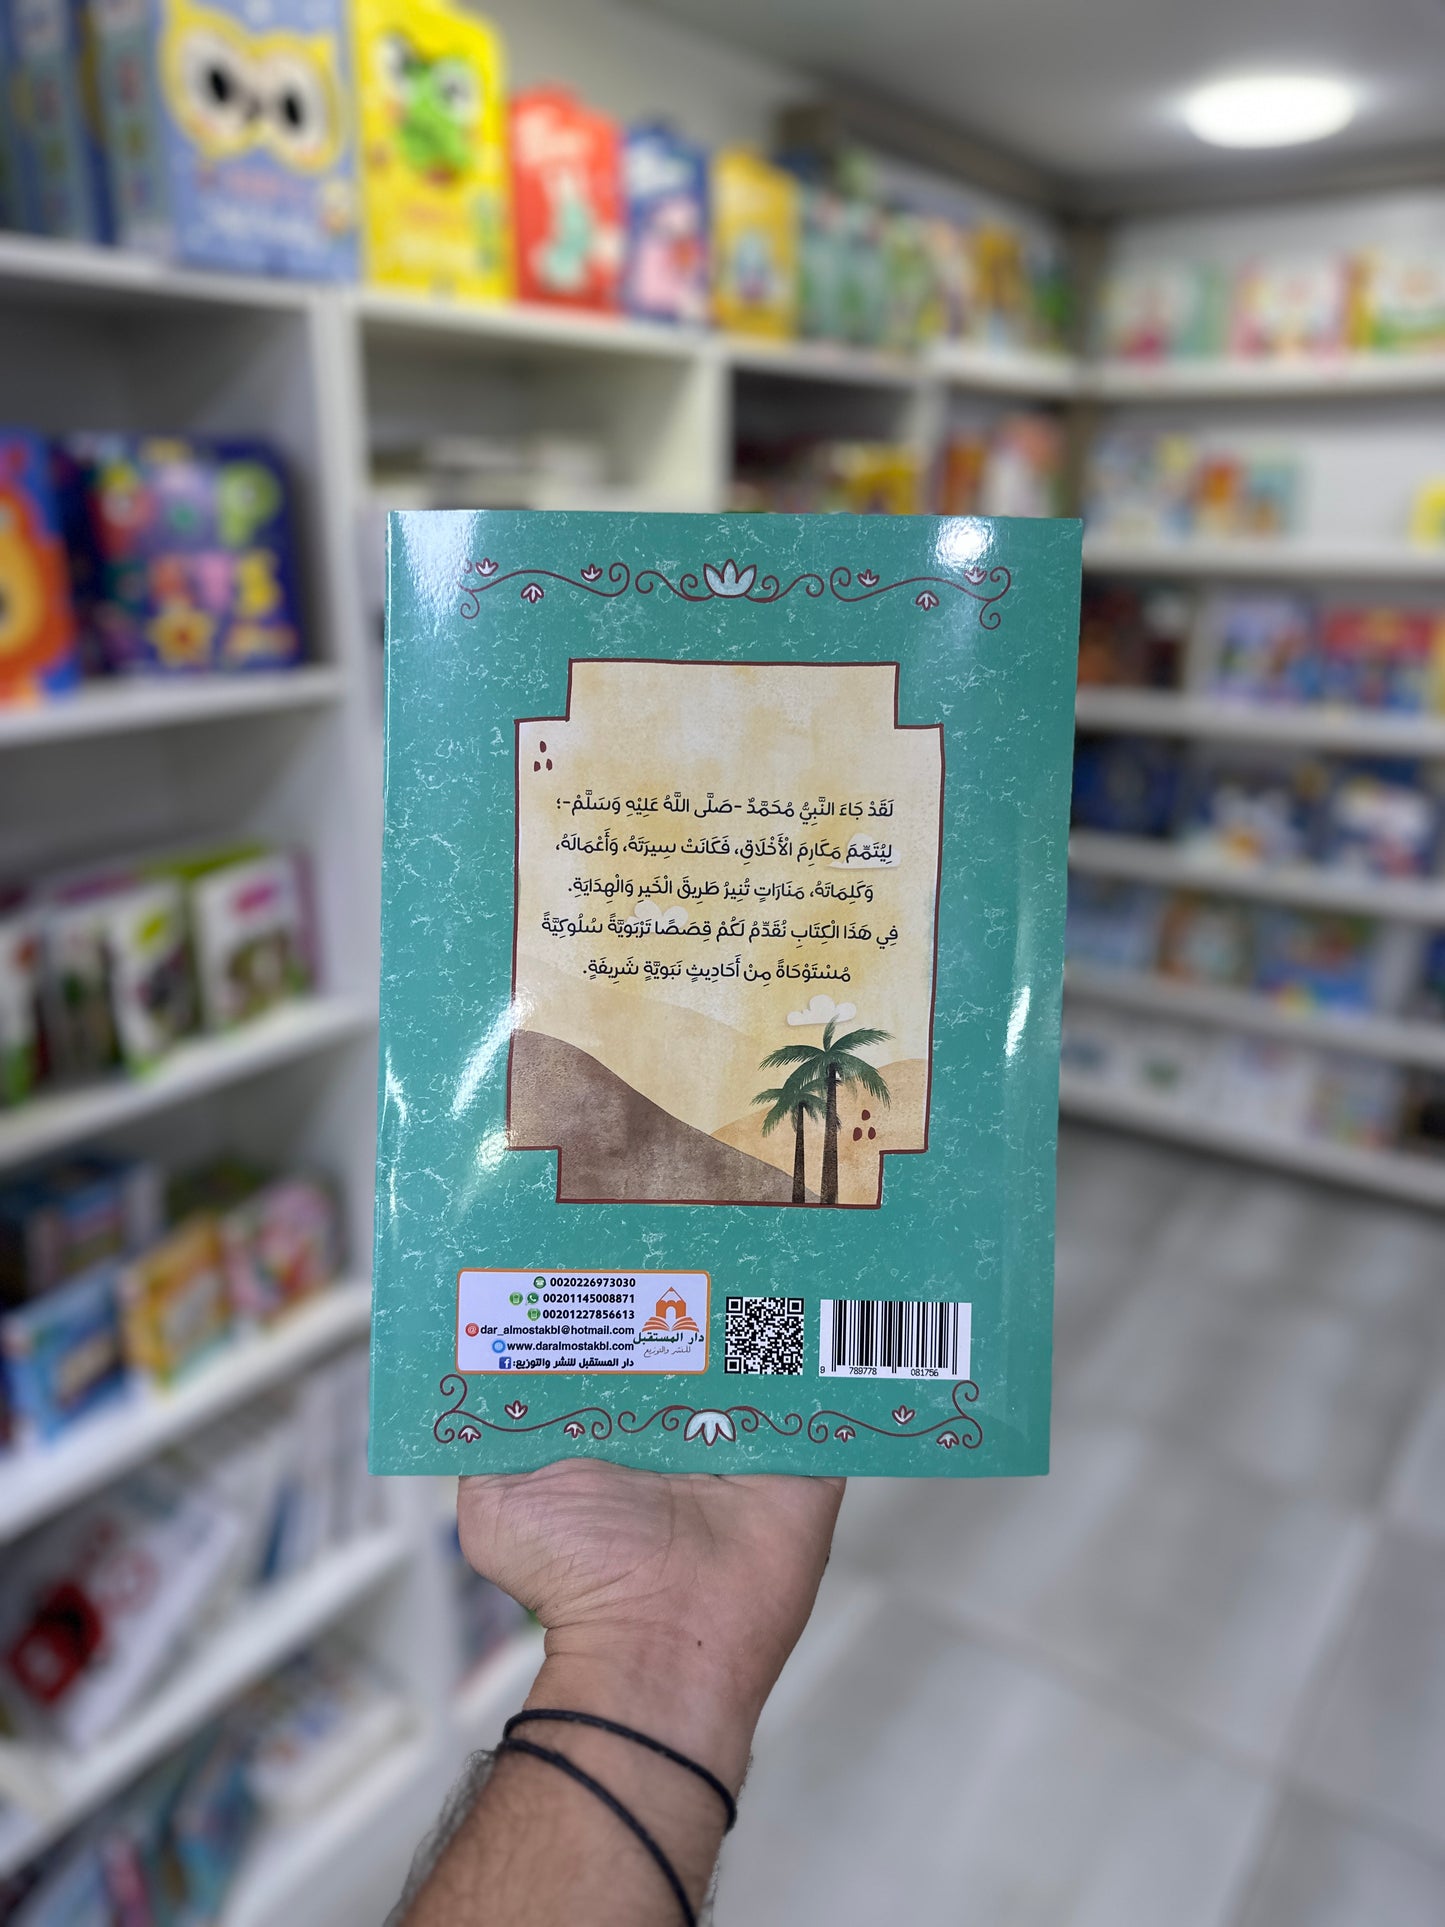 لَقَدْ جَاءَ النَّبِيُّ مُحَمَّدٌ -صَلَّى اللَّهُ عَلِيْهِ وَسَلَّمْ-؛
لِيُتَمِّمَ مَكَارِمَ الْأَخْلَاقِ، فَكَانَتْ سِيرَتَهُ، وَأَعْمَالَهُ،
وَكَلِمَاتَهُ، مَنَارَاتٍ تُنِيرُ طَرِيقَ الْخَيرِ وَالْهِدَايَةِ.
فِي هَذَا الْكِتَابِ نُقَدِّمُ لَكُمْ قِصَصًا تَرْبَوِيَّةً سُلُوكِيَّةً
مُسْتَوْحَاةً مِنْ أَحَادِيثٍ نَبَوِيَّةٍ شَرِيفَةٍ.
0020226973030
00201145008871
00201227856613
dar_almostakbl@hotmail.com
www.daralmostakbl.com
دار المستقبل للنشر والتوزيع:
دار المستقبل
للنشر والتوزيع
9 789778 081756